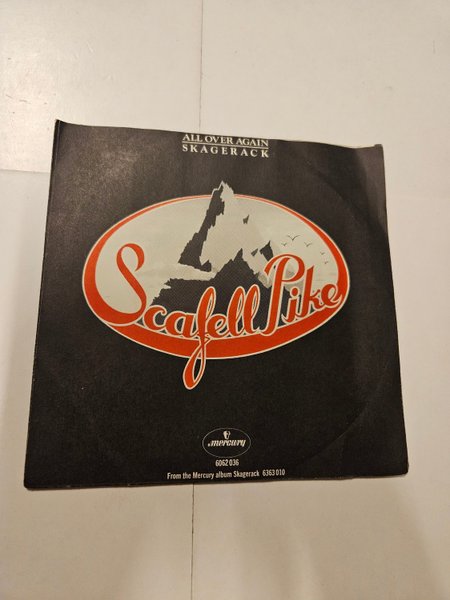 ALL OVER AGAIN
SKAGERACK
Scafell Pike
mercury
6062 036
From the Mercury album Skagerack 6363 010